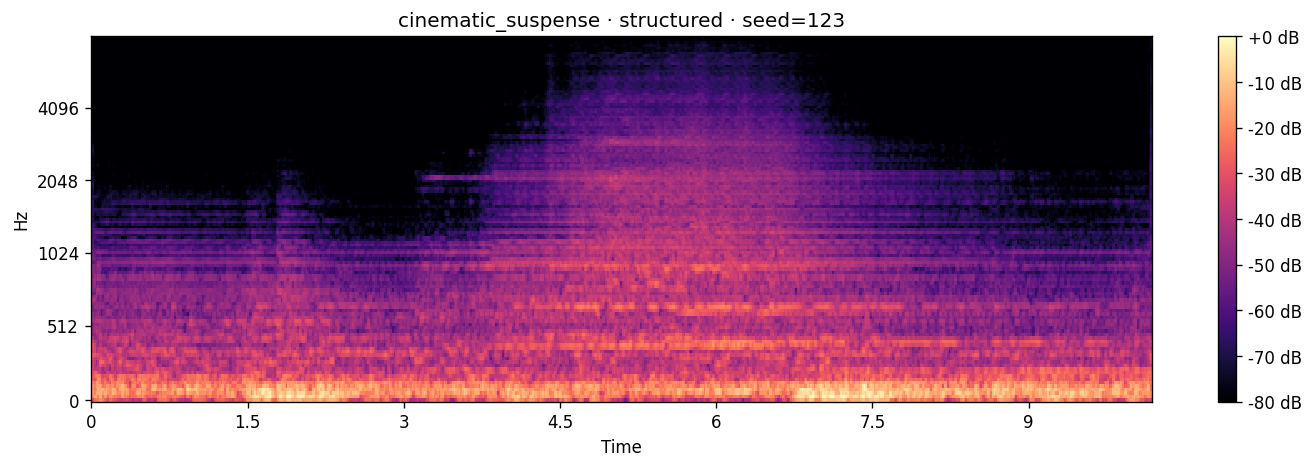 cinematic_suspense · structured · seed=123
Hz
4096
2048
1024
512
0
0 1.5 3 4.5 6 7.5 9
Time
+0 dB
-10 dB
-20 dB
-30 dB
-40 dB
-50 dB
-60 dB
-70 dB
-80 dB